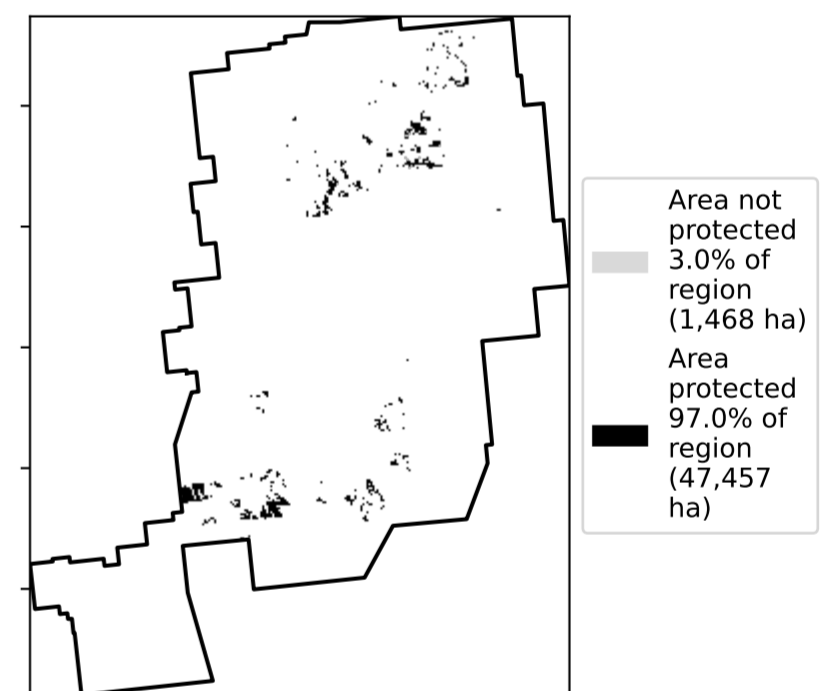 Area not
protected
3.0% of
region
(1,468 ha)
Area
protected
97.0% of
region
(47,457
ha)